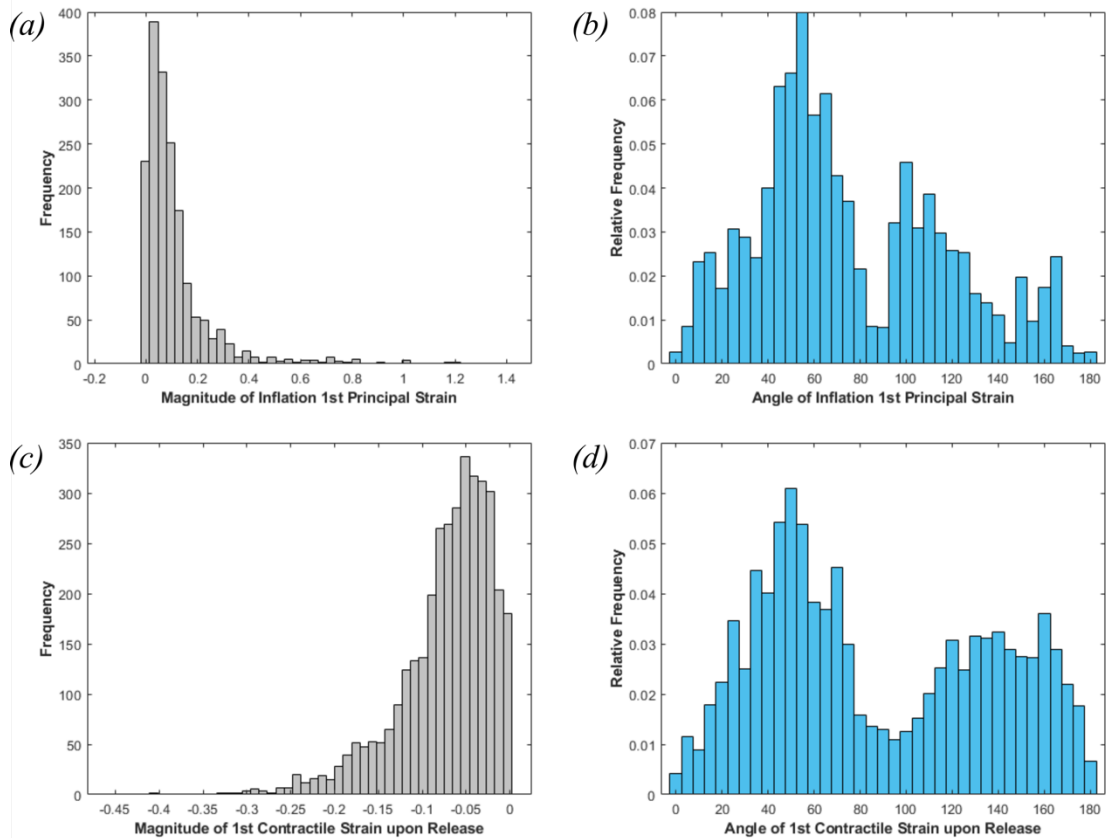 (a)
400
350
300
250
200
150
100
50
0
Frequency
-0.2 0 0.2 0.4 0.6 0.8 1 1.2 1.4
Magnitude of Inflation 1st Principal Strain
(b)
0.08
0.07
0.06
0.05
0.04
0.03
0.02
0.01
0
Relative Frequency
0 20 40 60 80 100 120 140 160 180
Angle of Inflation 1st Principal Strain
(c)
350
300
250
200
150
100
50
0
Frequency
-0.45 -0.4 -0.35 -0.3 -0.25 -0.2 -0.15 -0.1 -0.05 0
Magnitude of 1st Contractile Strain upon Release
(d)
0.07
0.06
0.05
0.04
0.03
0.02
0.01
0
Relative Frequency
0 20 40 60 80 100 120 140 160 180
Angle of 1st Contractile Strain upon Release